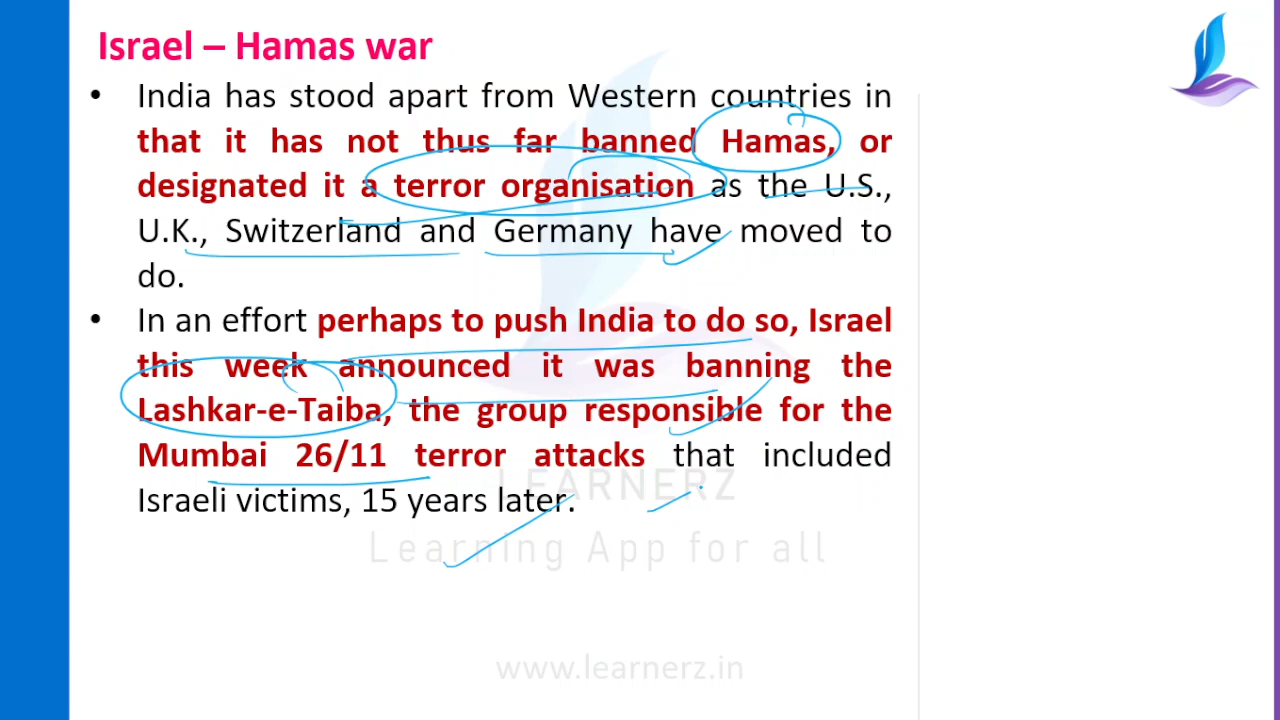 Israel – Hamas war
• India has stood apart from Western countries in
that it has not thus far banned Hamas, or
designated it a terror organisation as the U.S.,
U.K., Switzerland and Germany have moved to
do.
• In an effort perhaps to push India to do so, Israel
this week announced it was banning the
Lashkar-e-Taiba, the group responsible for the
Mumbai 26/11 terror attacks that included
LEARNERZ
Israeli victims, 15 years later.
Learning App for all
www.learnerz.in